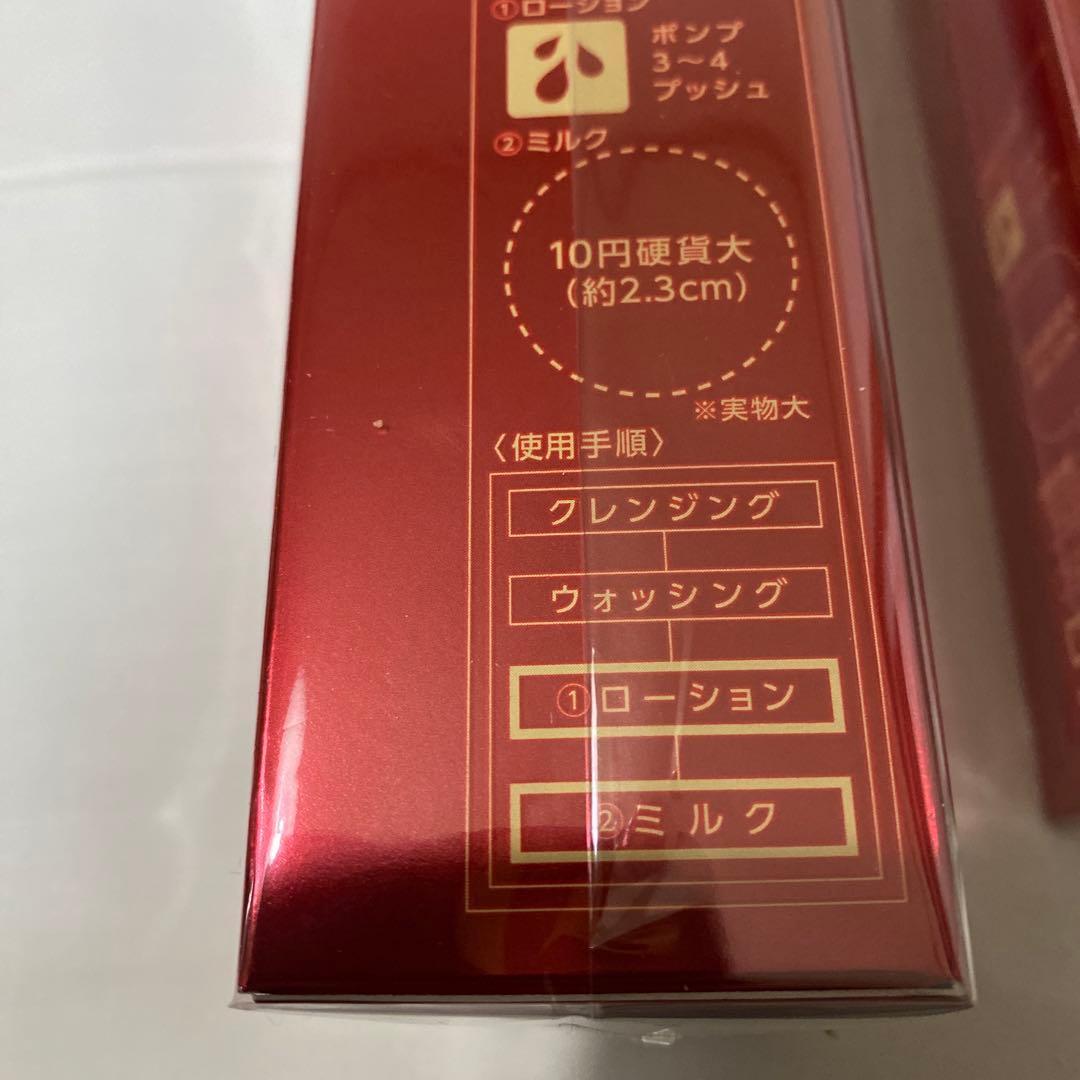 ①ローション
ポンプ
3～4
プッシュ
②ミルク
10円硬貨大
(約2.3cm)
※実物大
〈使用手順〉
クレンジング
ウォッシング
①ローション
②ミルク